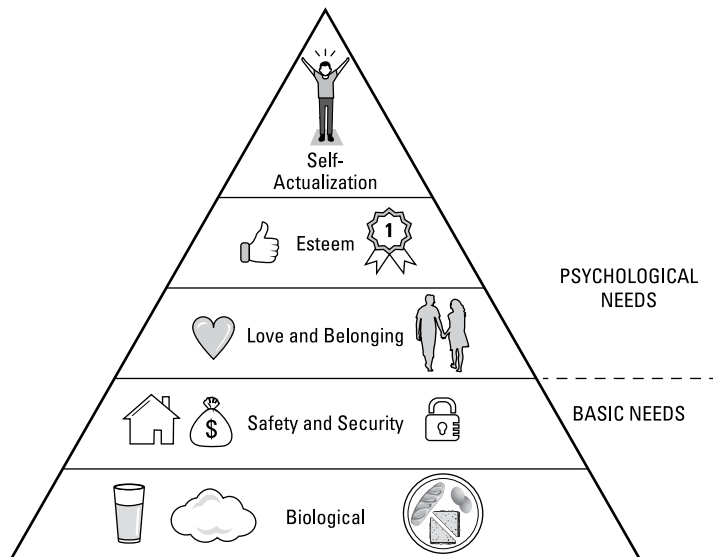 Self-
Actualization
Esteem
1
PSYCHOLOGICAL
NEEDS
Love and Belonging
$
Safety and Security
BASIC NEEDS
Biological